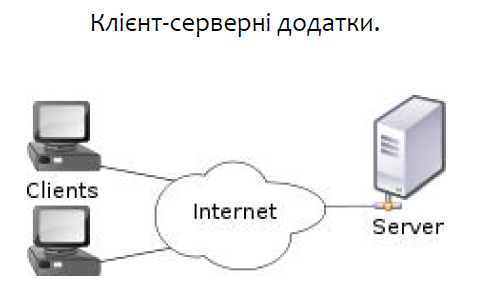 Клієнт-серверні додатки.
Clients
Internet
Server